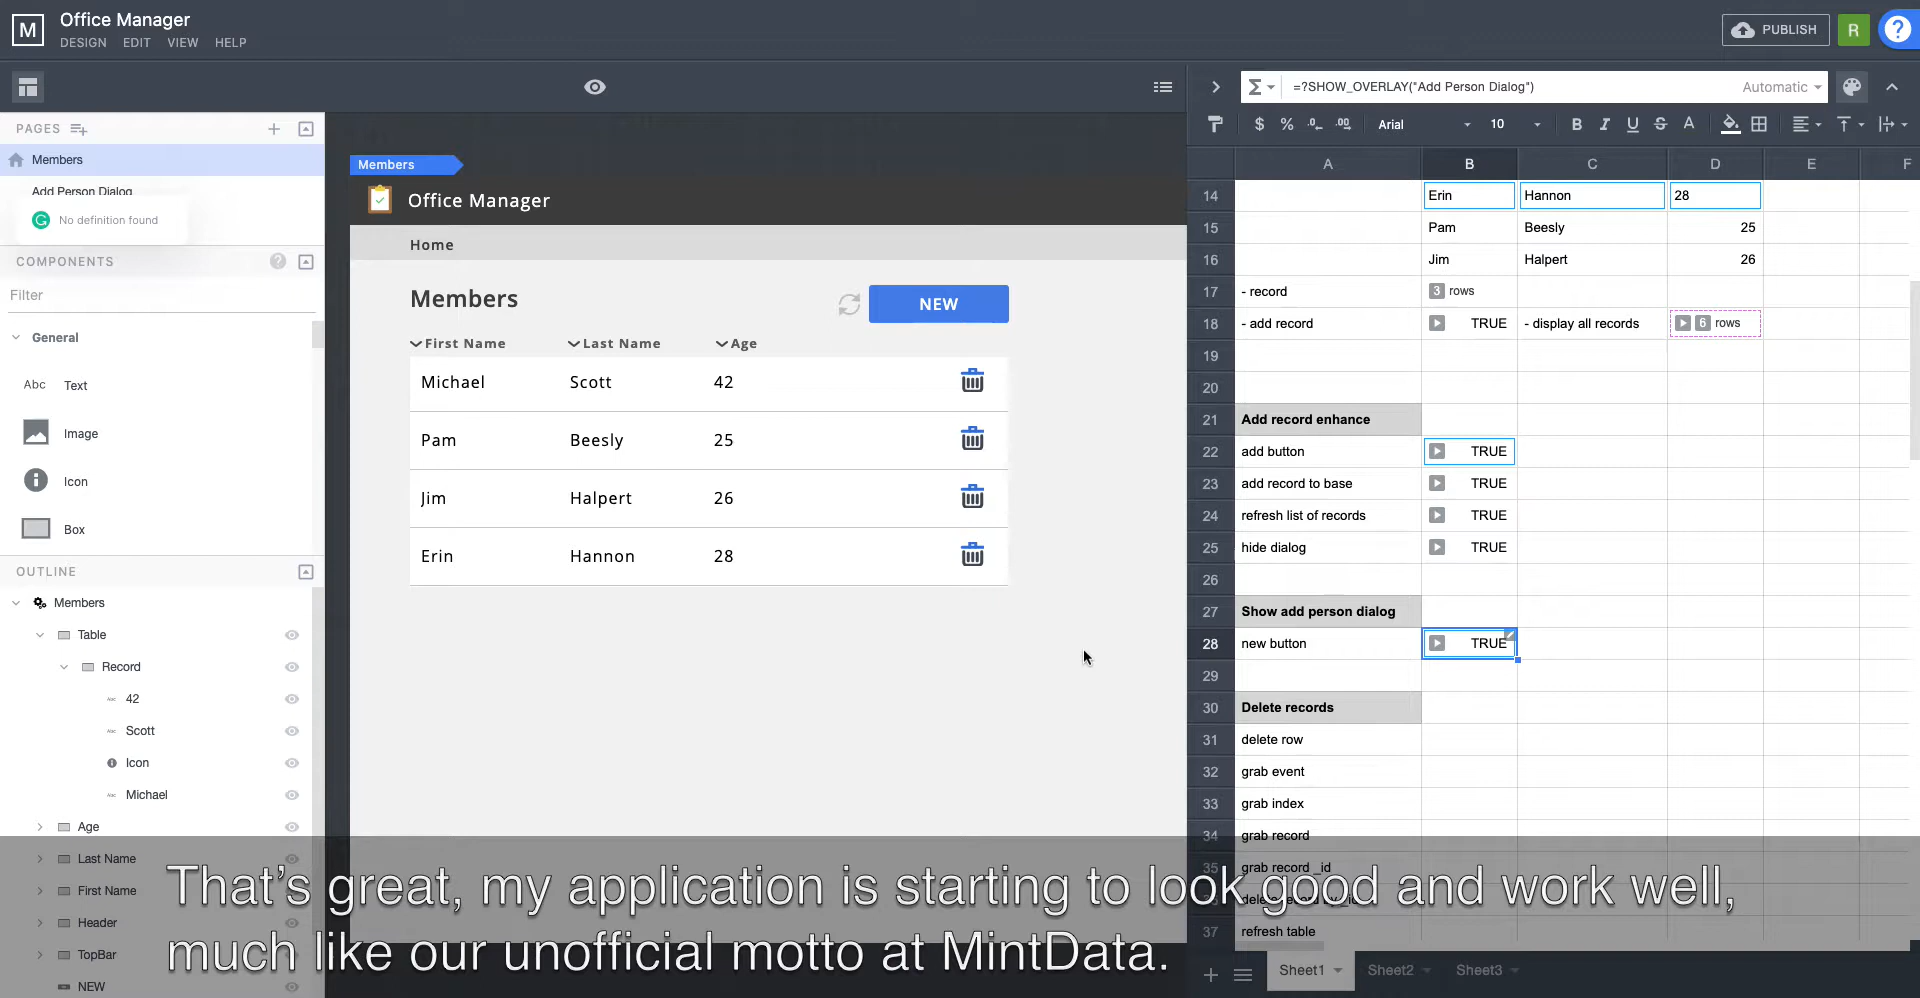 M
Office Manager
DESIGN EDIT VIEW HELP
PUBLISH
R
?
PAGES
Members
Add Person Dialog
No definition found
COMPONENTS
?
Filter
General
Abc Text
Image
Icon
Box
OUTLINE
Members
Table
Record
42
Scott
Icon
Michael
Age
Last Name
First Name
Header
TopBar
NEW
Members
Office Manager
Home
Members
NEW
First Name Last Name Age
Michael Scott 42
Pam Beesly 25
Jim Halpert 26
Erin Hannon 28
Σ =?SHOW_OVERLAY("Add Person Dialog") Automatic
$ % .0 .00 Arial 10 B I U S A
A B C D E F
14 Erin Hannon 28
15 Pam Beesly 25
16 Jim Halpert 26
17 - record 3 rows
18 - add record TRUE - display all records 6 rows
19
20
21 Add record enhance
22 add button TRUE
23 add record to base TRUE
24 refresh list of records TRUE
25 hide dialog TRUE
26
27 Show add person dialog
28 new button TRUE
29
30 Delete records
31 delete row
32 grab event
33 grab index
34 grab record
35 grab record _id
37 refresh table
Sheet1 Sheet2 Sheet3
That's great, my application is starting to look good and work well,
much like our unofficial motto at MintData.